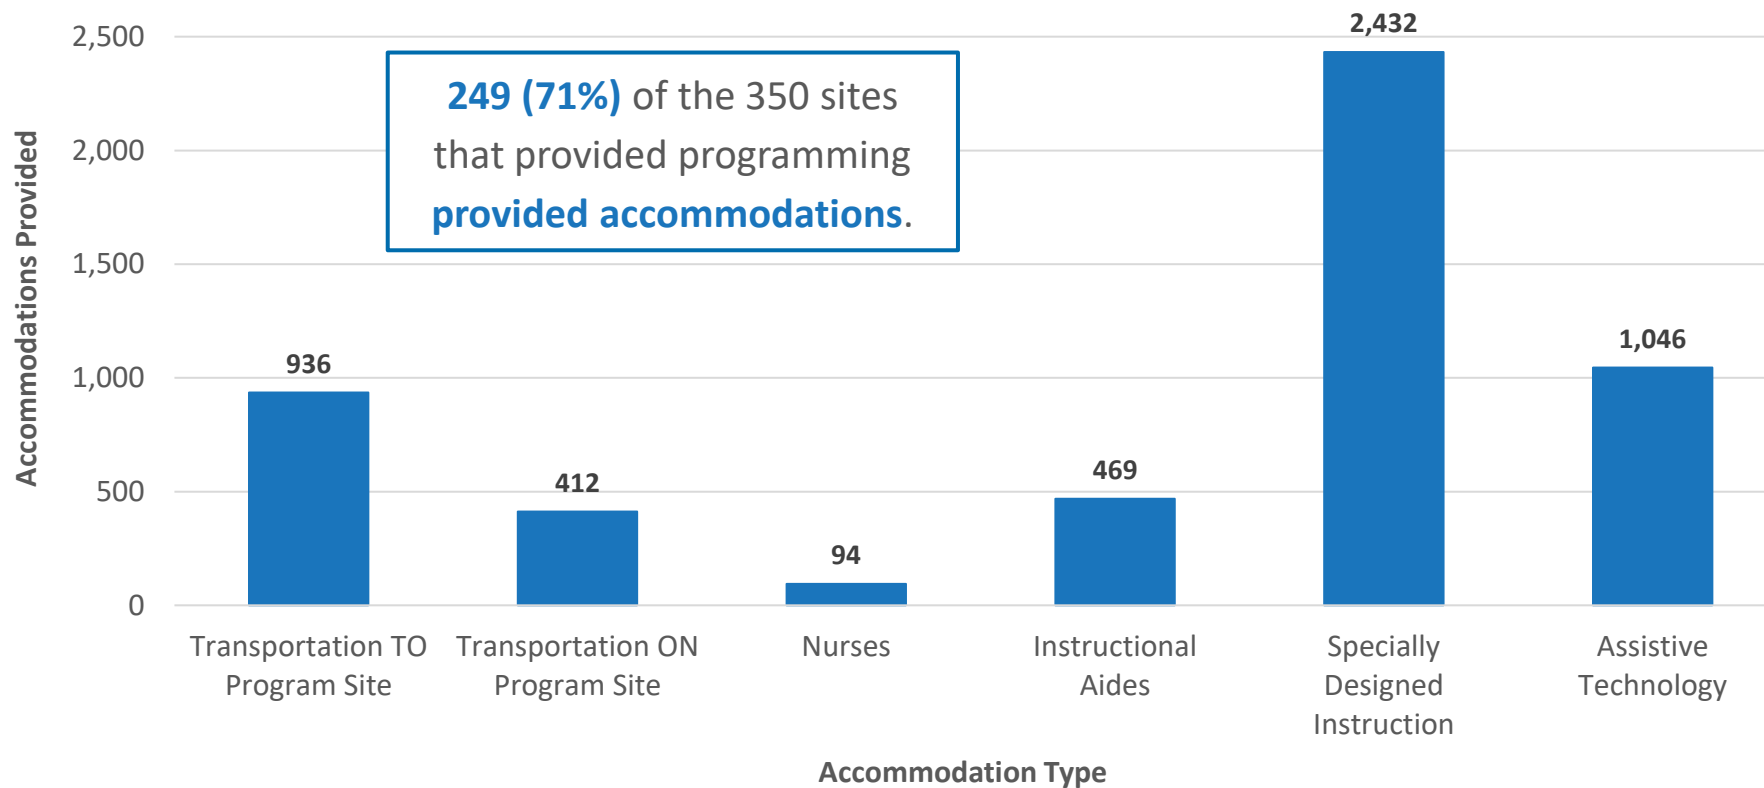 2,500
2,000
1,500
1,000
500
0
Accommodations Provided
249 (71%) of the 350 sites
that provided programming
provided accommodations.
936
412
94
469
2,432
1,046
Transportation TO
Program Site
Transportation ON
Program Site
Nurses
Instructional
Aides
Specially
Designed
Instruction
Assistive
Technology
Accommodation Type